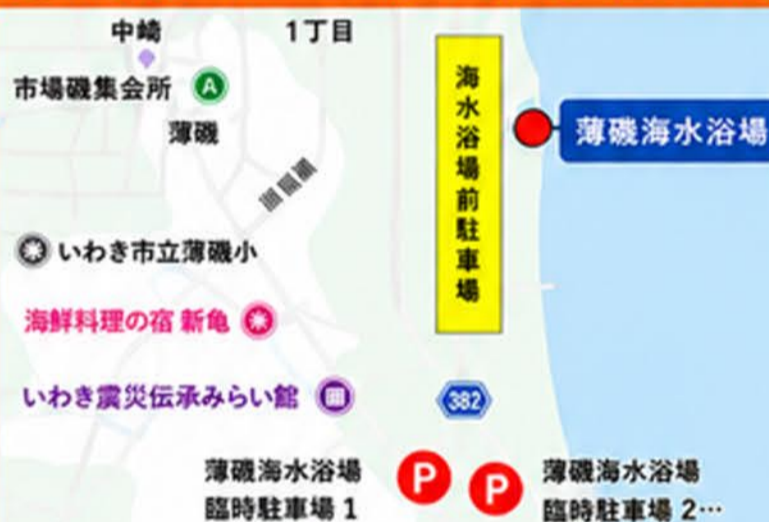 中崎
1丁目
市場磯集会所
A
薄磯
海水浴場前駐車場
薄磯海水浴場
いわき市立薄磯小
海鮮料理の宿 新亀
いわき震災伝承みらい館
382
薄磯海水浴場
臨時駐車場 1
P
P
薄磯海水浴場
臨時駐車場 2…